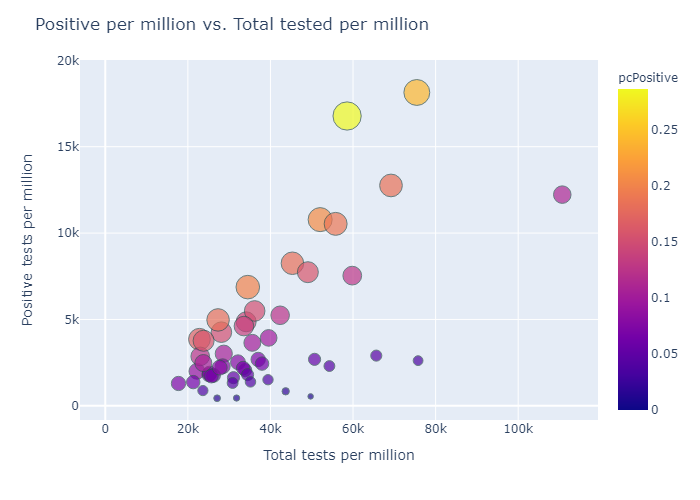 Positive per million vs. Total tested per million
20k
15k
10k
5k
0
Positive tests per million
0
20k
40k
60k
80k
100k
Total tests per million
pcPositive
0.25
0.2
0.15
0.1
0.05
0